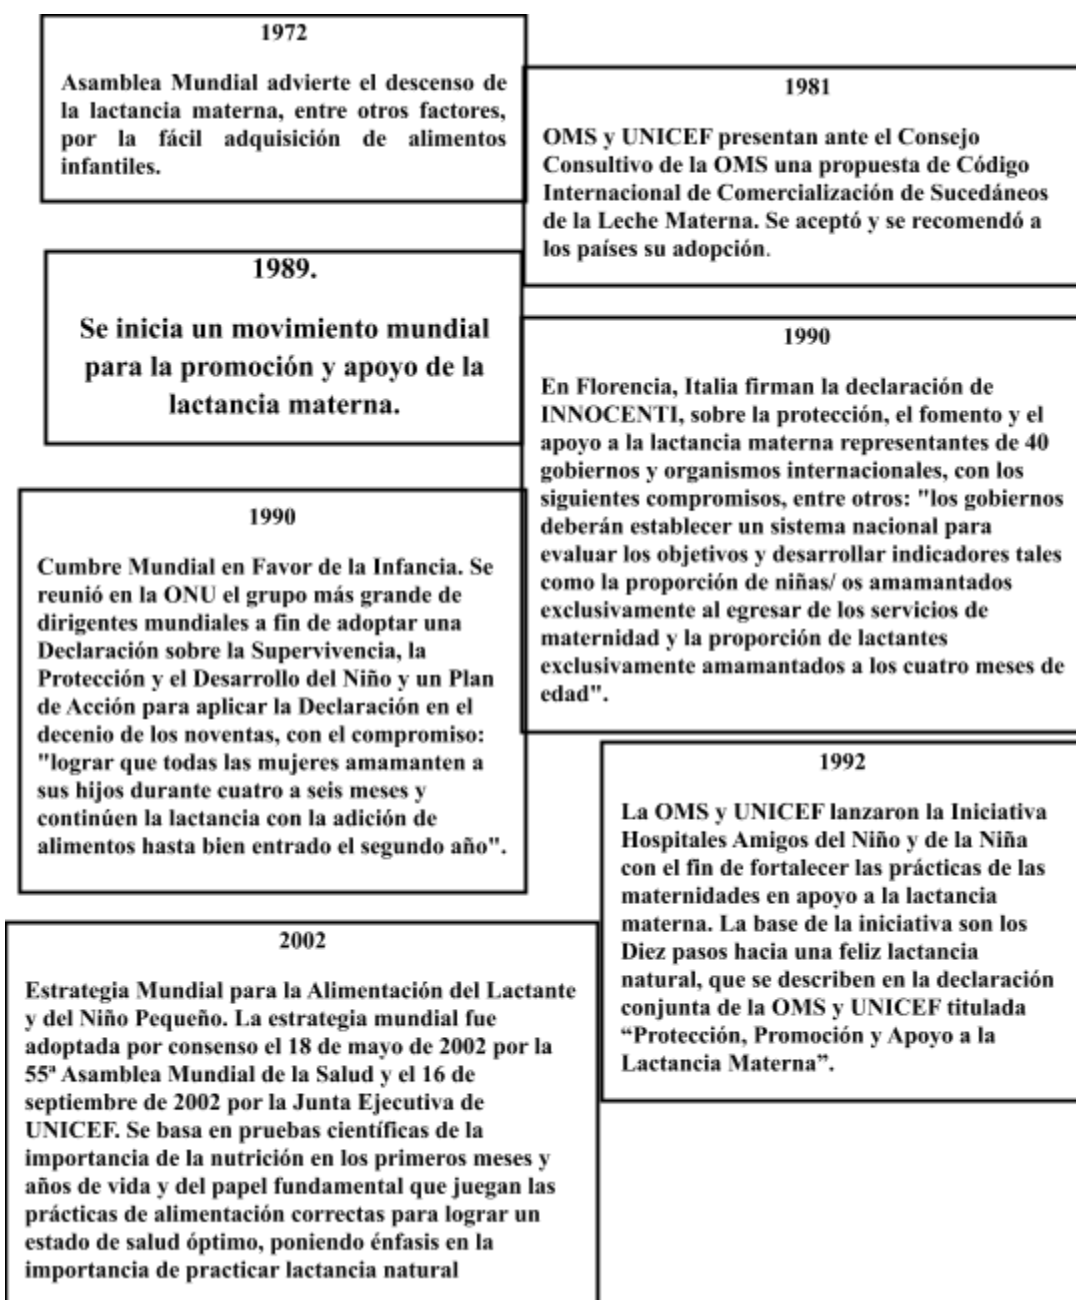 1972
Asamblea Mundial advierte el descenso de
la lactancia materna, entre otros factores,
por la fácil adquisición de alimentos
infantiles.
1981
OMS y UNICEF presentan ante el Consejo
Consultivo de la OMS una propuesta de Código
Internacional de Comercialización de Sucedáneos
de la Leche Materna. Se aceptó y se recomendó a
los países su adopción.
1989.
Se inicia un movimiento mundial
para la promoción y apoyo de la
lactancia materna.
1990
En Florencia, Italia firman la declaración de
INNOCENTI, sobre la protección, el fomento y el
apoyo a la lactancia materna representantes de 40
gobiernos y organismos internacionales, con los
siguientes compromisos, entre otros: "los gobiernos
deberán establecer un sistema nacional para
evaluar los objetivos y desarrollar indicadores tales
como la proporción de niñas/ os amamantados
exclusivamente al egresar de los servicios de
maternidad y la proporción de lactantes
exclusivamente amamantados a los cuatro meses de
edad".
1990
Cumbre Mundial en Favor de la Infancia. Se
reunió en la ONU el grupo más grande de
dirigentes mundiales a fin de adoptar una
Declaración sobre la Supervivencia, la
Protección y el Desarrollo del Niño y un Plan
de Acción para aplicar la Declaración en el
decenio de los noventas, con el compromiso:
"lograr que todas las mujeres amamanten a
sus hijos durante cuatro a seis meses y
continúen la lactancia con la adición de
alimentos hasta bien entrado el segundo año".
1992
La OMS y UNICEF lanzaron la Iniciativa
Hospitales Amigos del Niño y de la Niña
con el fin de fortalecer las prácticas de las
maternidades en apoyo a la lactancia
materna. La base de la iniciativa son los
Diez pasos hacia una feliz lactancia
natural, que se describen en la declaración
conjunta de la OMS y UNICEF titulada
“Protección, Promoción y Apoyo a la
Lactancia Materna”.
2002
Estrategia Mundial para la Alimentación del Lactante
y del Niño Pequeño. La estrategia mundial fue
adoptada por consenso el 18 de mayo de 2002 por la
55ª Asamblea Mundial de la Salud y el 16 de
septiembre de 2002 por la Junta Ejecutiva de
UNICEF. Se basa en pruebas científicas de la
importancia de la nutrición en los primeros meses y
años de vida y del papel fundamental que juegan las
prácticas de alimentación correctas para lograr un
estado de salud óptimo, poniendo énfasis en la
importancia de practicar lactancia natural